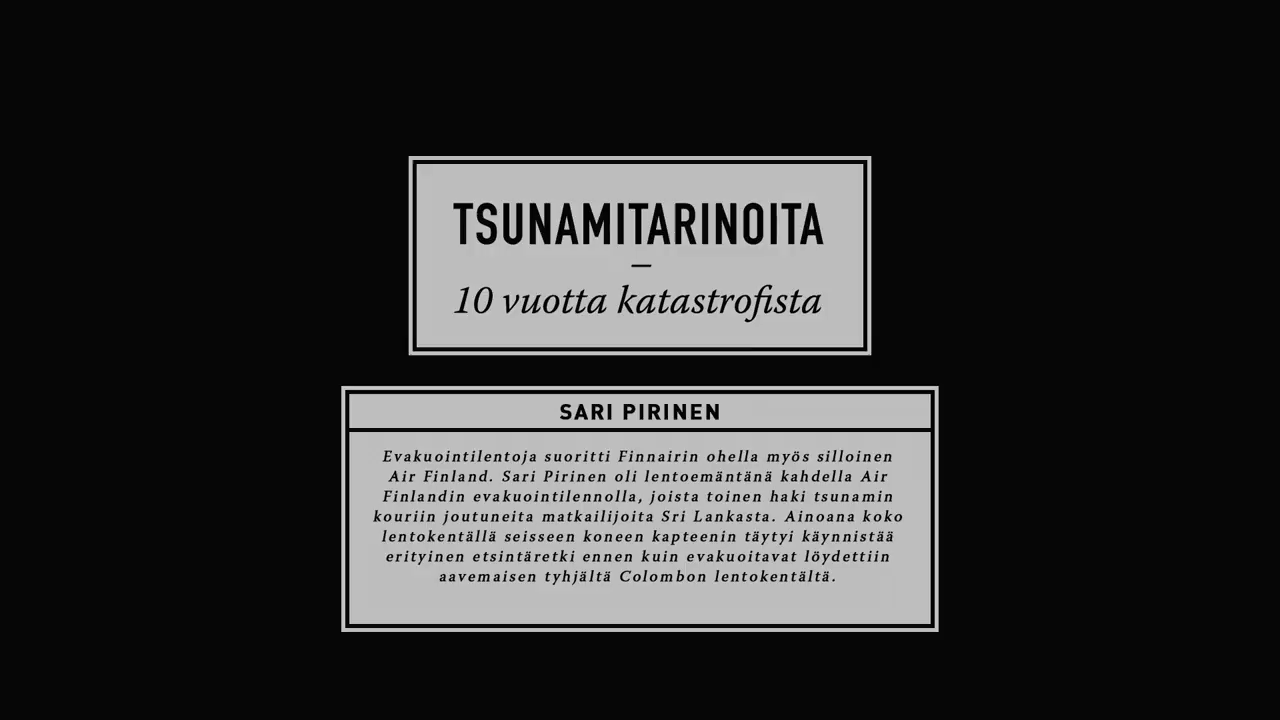 TSUNAMITARINOITA
–
10 vuotta katastrofista
SARI PIRINEN
Evakuointilentoja suoritti Finnairin ohella myös silloinen
Air Finland. Sari Pirinen oli lentoemäntänä kahdella Air
Finlandin evakuointilennolla, joista toinen haki tsunamin
kouriin joutuneita matkailijoita Sri Lankasta. Ainoana koko
lentokentällä seisseen koneen kapteenin täytyi käynnistää
erityinen etsintäretki ennen kuin evakuoitavat löydettiin
aavemaisen tyhjältä Colombon lentokentältä.